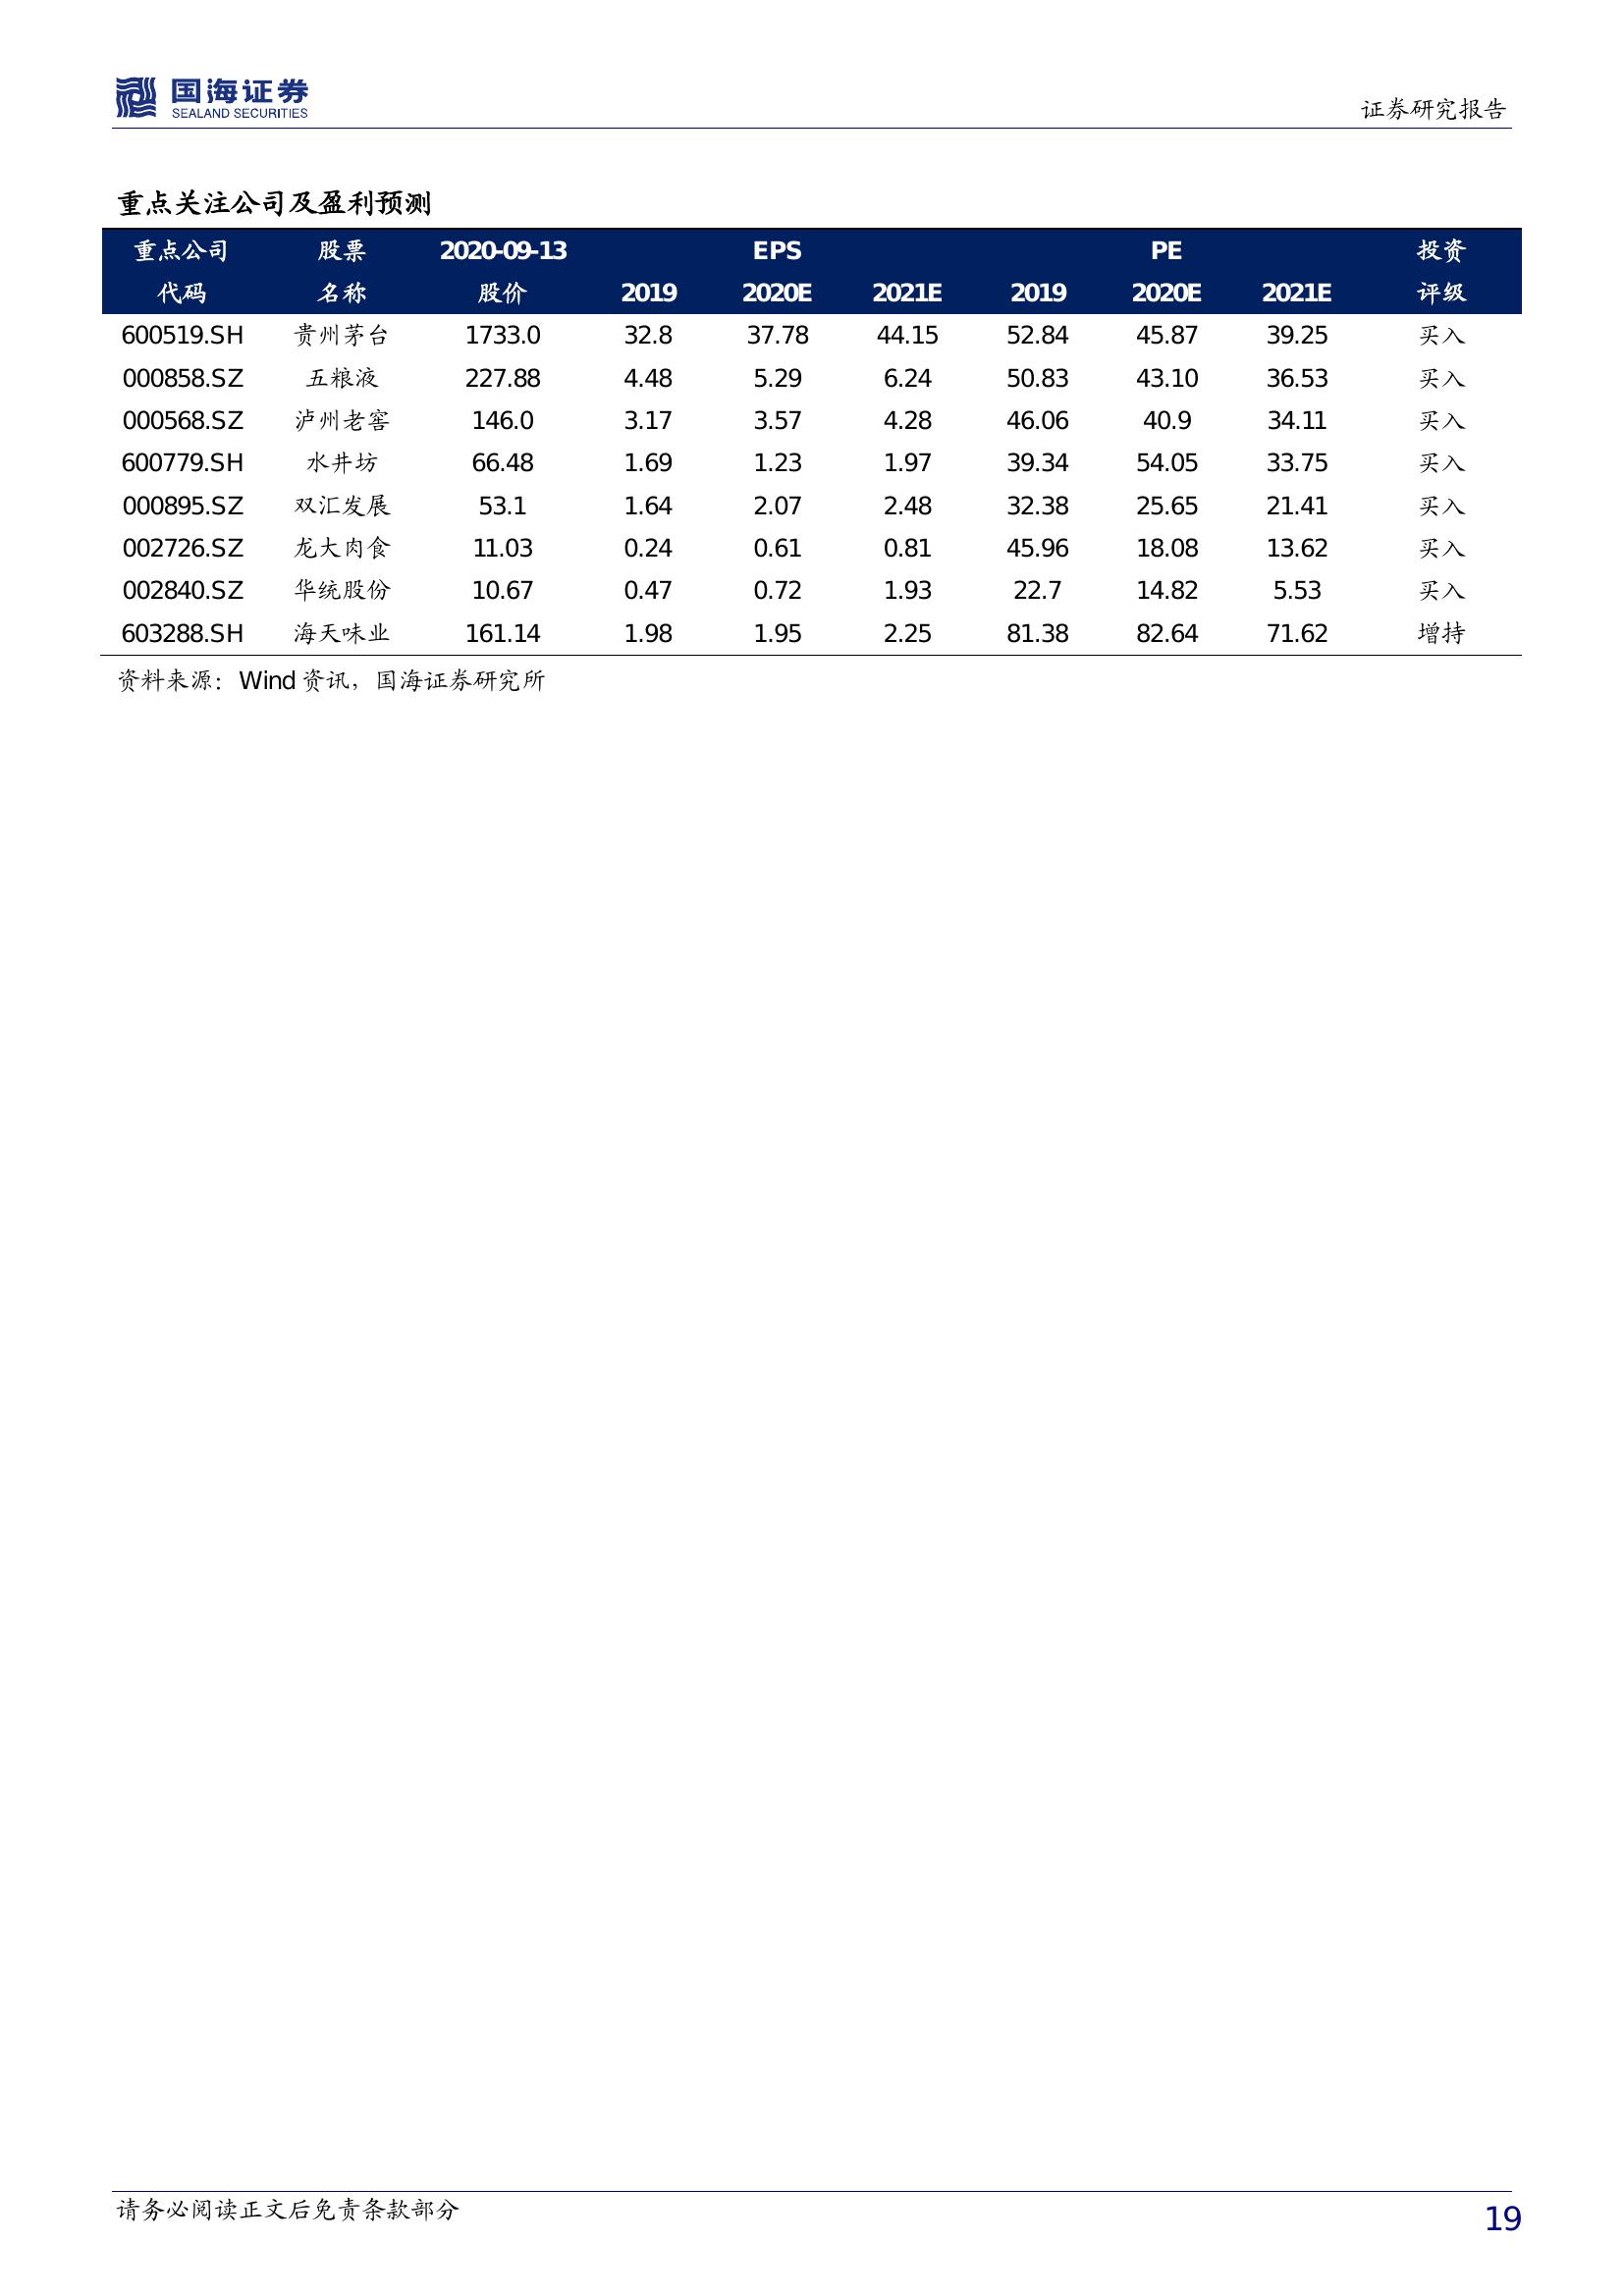 国海证券
SEALAND SECURITIES
证券研究报告
重点关注公司及盈利预测
重点公司 股票 2020-09-13 EPS PE 投资
代码 名称 股价 2019 2020E 2021E 2019 2020E 2021E 评级
600519.SH 贵州茅台 1733.0 32.8 37.78 44.15 52.84 45.87 39.25 买入
000858.SZ 五粮液 227.88 4.48 5.29 6.24 50.83 43.10 36.53 买入
000568.SZ 泸州老窖 146.0 3.17 3.57 4.28 46.06 40.9 34.11 买入
600779.SH 水井坊 66.48 1.69 1.23 1.97 39.34 54.05 33.75 买入
000895.SZ 双汇发展 53.1 1.64 2.07 2.48 32.38 25.65 21.41 买入
002726.SZ 龙大肉食 11.03 0.24 0.61 0.81 45.96 18.08 13.62 买入
002840.SZ 华统股份 10.67 0.47 0.72 1.93 22.7 14.82 5.53 买入
603288.SH 海天味业 161.14 1.98 1.95 2.25 81.38 82.64 71.62 增持
资料来源：Wind 资讯，国海证券研究所
请务必阅读正文后免责条款部分
19